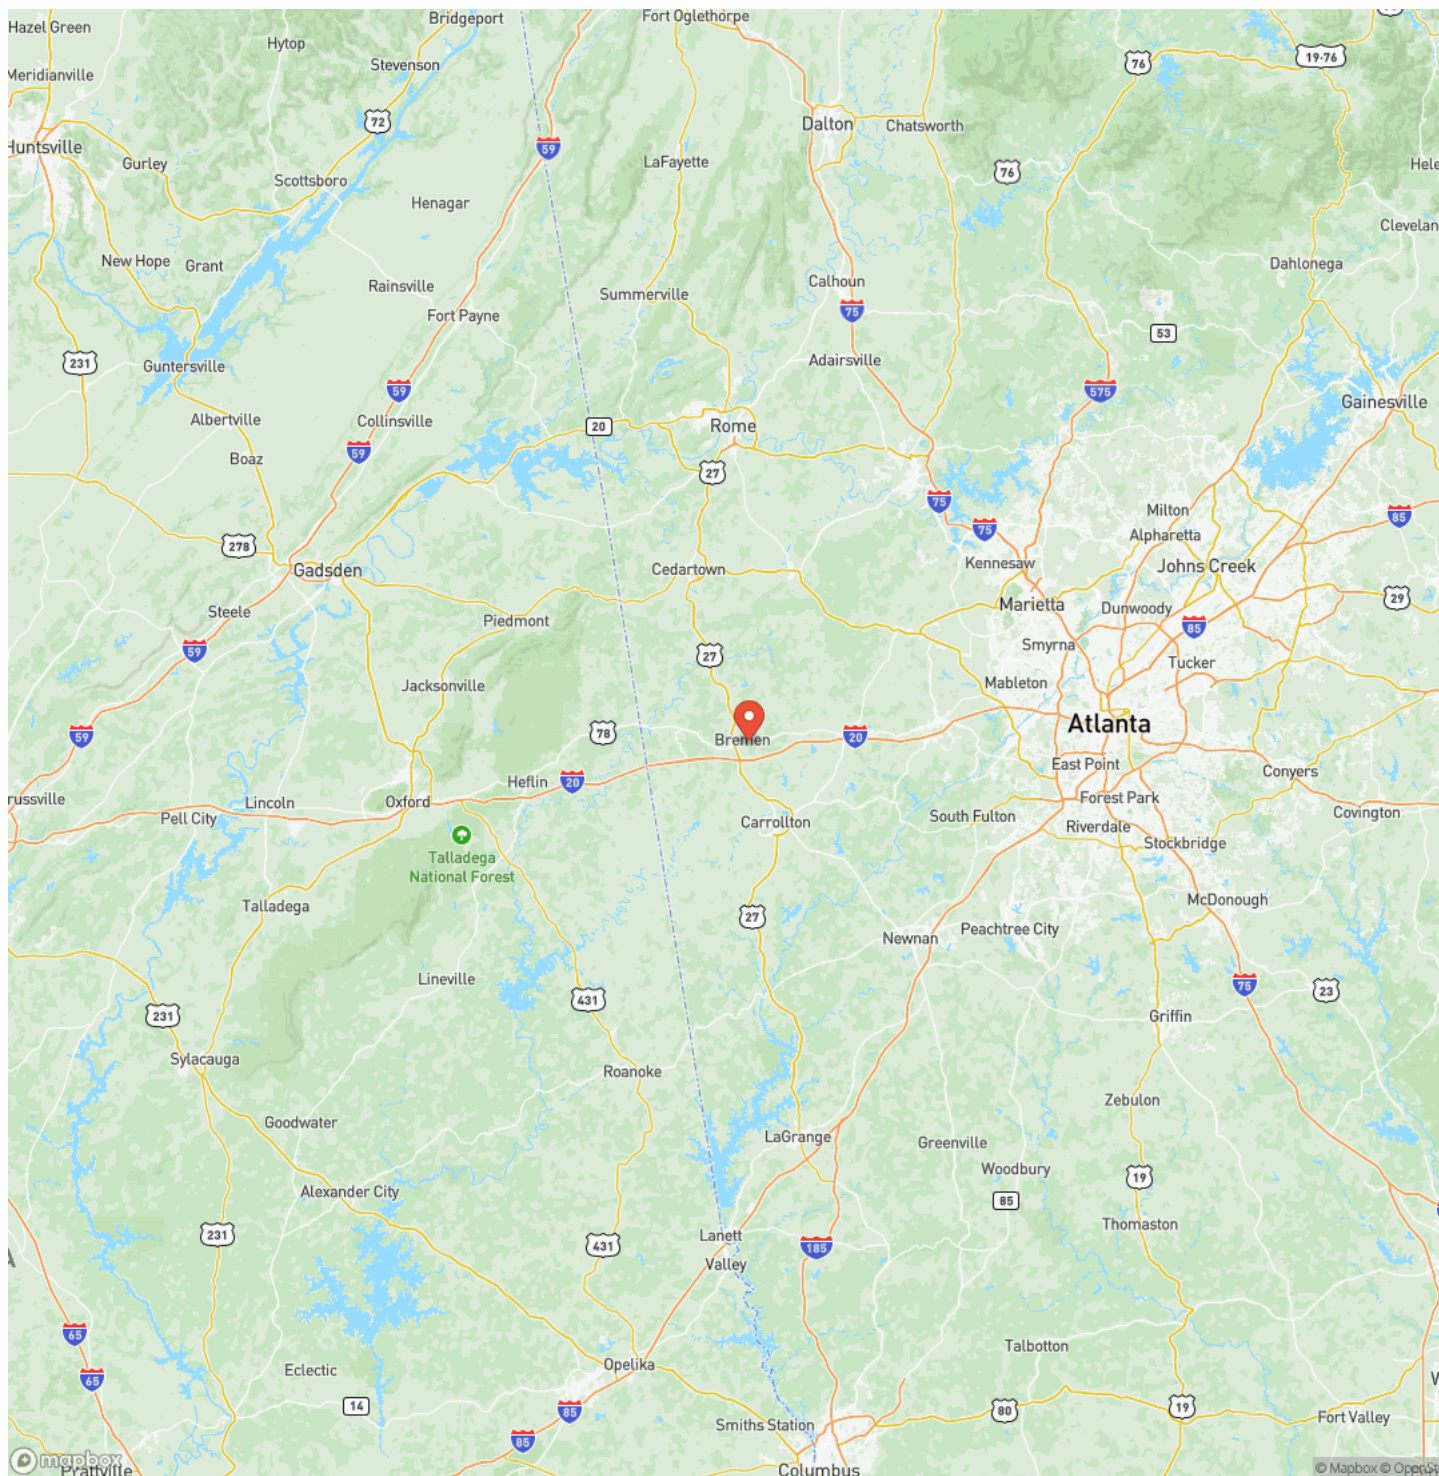 Bridgeport
Fort Oglethorpe
Hazel Green
Hytop
19-76
76
Stevenson
Meridianville
72
Dalton
Chatsworth
Huntsville
59
Gurley
LaFayette
76
Scottsboro
Henagar
Cleveland
New Hope
Grant
Dahlonega
Rainsville
Summerville
Calhoun
75
Fort Payne
53
231
Guntersville
Adairsville
59
575
Gainesville
Albertville
Collinsville
20
Rome
59
Boaz
27
75
Milton
85
75
Alpharetta
278
Gadsden
Cedartown
Kennesaw
Johns Creek
29
Steele
Marietta
Dunwoody
Piedmont
85
59
27
Smyrna
Tucker
Jacksonville
Mableton
78
Atlanta
59
Bremen
20
East Point
Conyers
Heflin
20
Oxford
Lincoln
Forest Park
Pell City
South Fulton
Carrollton
Riverdale
Covington
Stockbridge
Talladega
National Forest
Talladega
McDonough
27
Newnan
Peachtree City
Lineville
75
23
431
231
Griffin
Sylacauga
Roanoke
Zebulon
Goodwater
LaGrange
Greenville
Woodbury
19
Alexander City
85
Thomaston
231
Lanett
431
185
Valley
65
Talbotton
Opelika
Eclectic
65
14
85
80
19
Fort Valley
Smiths Station
85
mapbox
Prattville
Columbus
© Mapbox